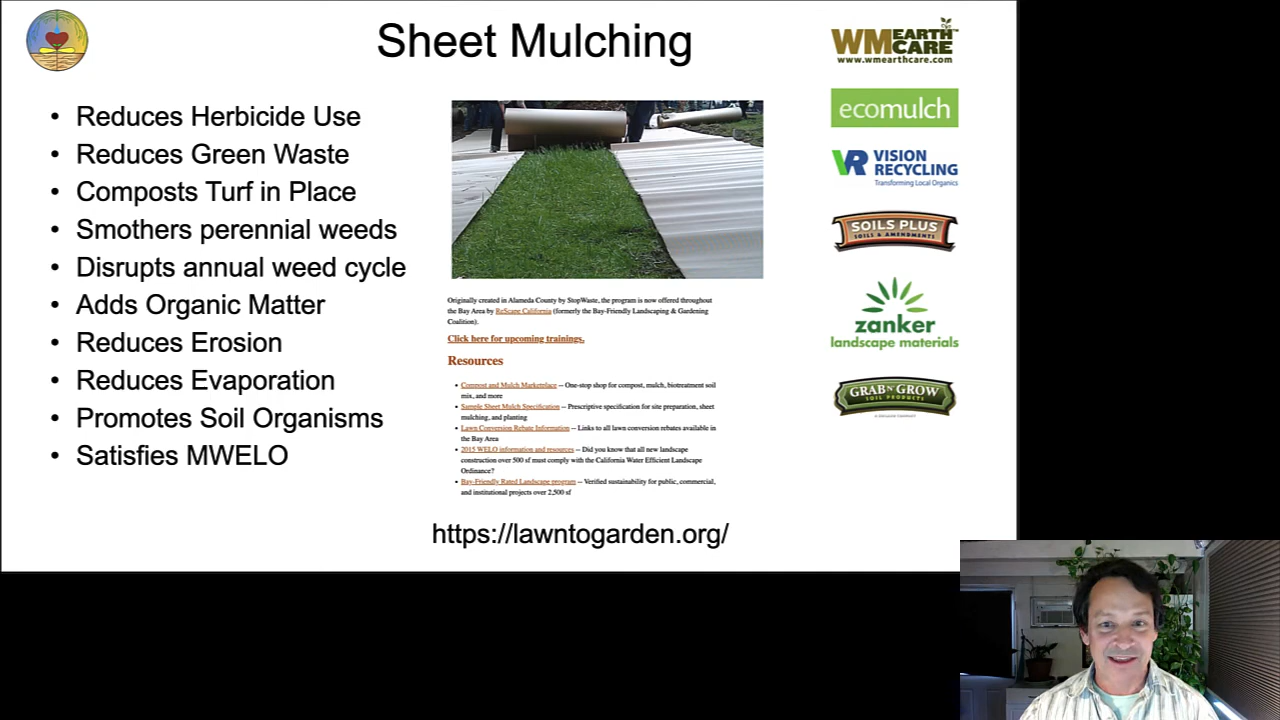 Sheet Mulching
• Reduces Herbicide Use
• Reduces Green Waste
• Composts Turf in Place
• Smothers perennial weeds
• Disrupts annual weed cycle
• Adds Organic Matter
• Reduces Erosion
• Reduces Evaporation
• Promotes Soil Organisms
• Satisfies MWELO
Originally created in Alameda County by StopWaste, the program is now offered throughout
the Bay Area by ReScape California (formerly the Bay-Friendly Landscaping & Gardening
Coalition).
Click here for upcoming trainings.
Resources
• Compost and Mulch Marketplace -- One-stop shop for compost, mulch, biotreatment soil
mix, and more
• Sample Sheet Mulch Specification -- Prescriptive specification for site preparation, sheet
mulching, and planting
• Lawn Conversion Rebate Information -- Links to all lawn conversion rebates available in
the Bay Area
• 2015 WELO information and resources -- Did you know that all new landscape
construction over 500 sf must comply with the California Water Efficient Landscape
Ordinance?
• Bay-Friendly Rated Landscape program -- Verified sustainability for public, commercial,
and institutional projects over 2,500 sf
https://lawntogarden.org/
WM EARTH CARE™
www.wmearthcare.com
ecomulch
VR VISION
RECYCLING
Transforming Local Organics
SOILS PLUS
SOILS & AMENDMENTS
zanker
landscape materials
GRAB N' GROW
SOIL PRODUCTS